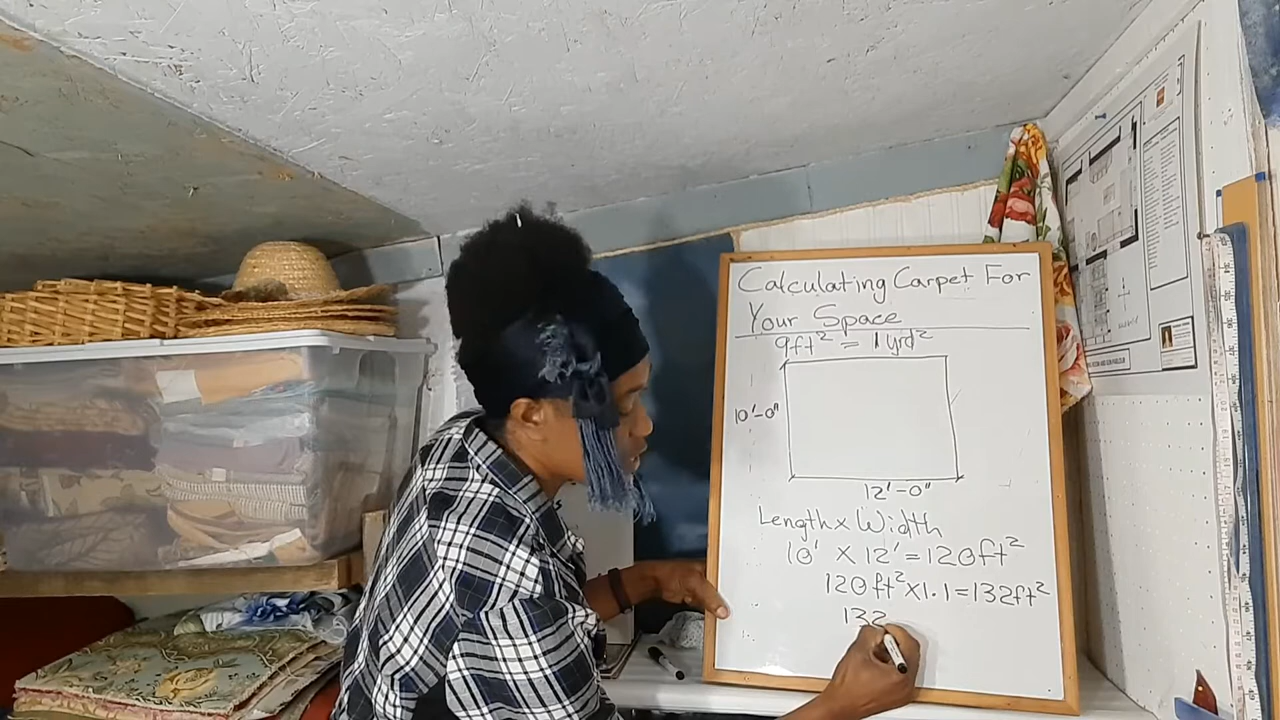 Calculating Carpet For
Your Space
9ft² = 1yrd²
10'-0"
12'-0"
Length x Width
10' x 12' = 120ft²
120ft² x 1.1 = 132ft²
132